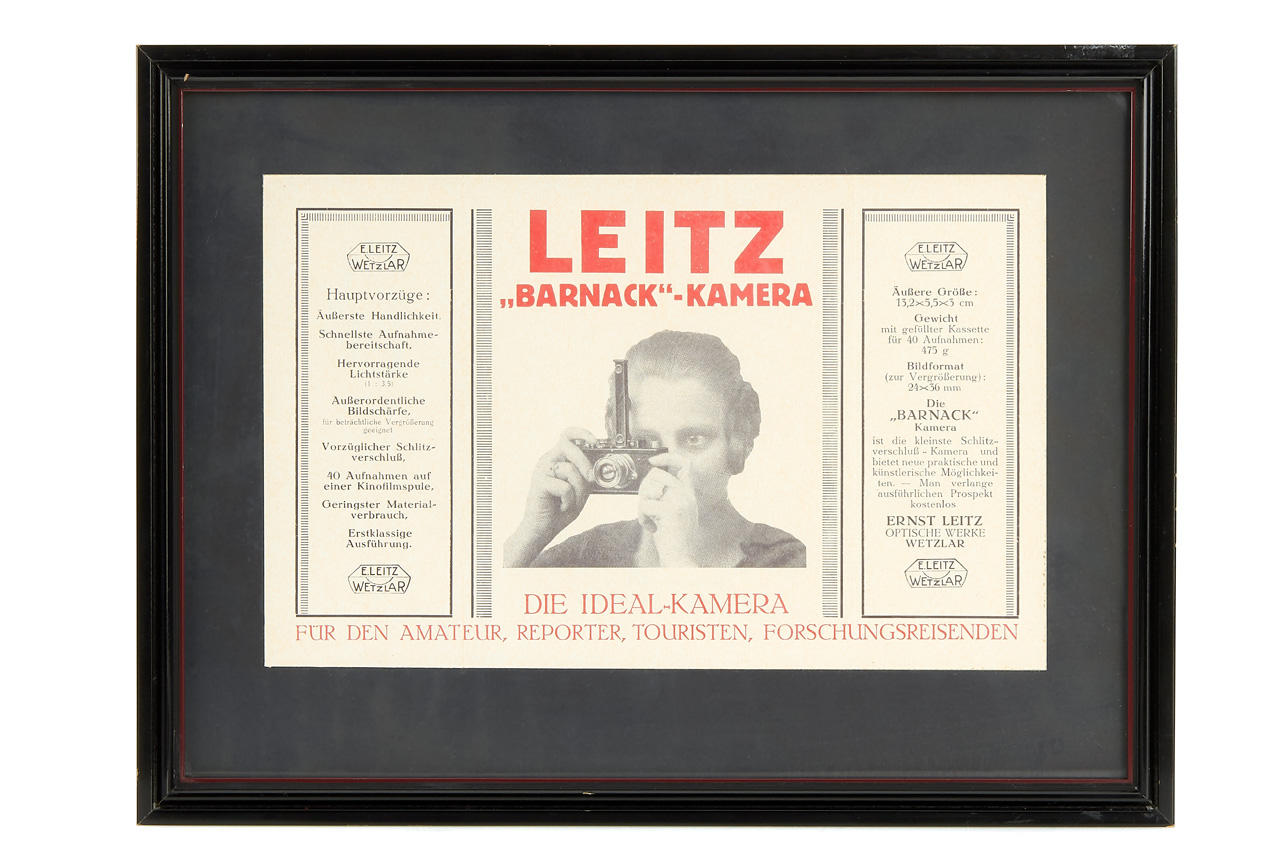 E. LEITZ
WETZLAR
Hauptvorzüge:
Äußerste Handlichkeit.
Schnellste Aufnahme-
bereitschaft,
Hervorragende
Lichtstärke
(1 : 3,5)
Außerordentliche
Bildschärfe,
für beträchtliche Vergrößerung
geeignet
Vorzüglicher Schlitz-
verschluß,
40 Aufnahmen auf
einer Kinofilmspule,
Geringster Material-
verbrauch,
Erstklassige
Ausführung.
E. LEITZ
WETZLAR
LEITZ
„BARNACK“-KAMERA
DIE IDEAL-KAMERA
FÜR DEN AMATEUR, REPORTER, TOURISTEN, FORSCHUNGSREISENDEN
E. LEITZ
WETZLAR
Äußere Größe:
13,2×5,5×3 cm
Gewicht
mit gefüllter Kassette
für 40 Aufnahmen:
475 g
Bildformat
(zur Vergrößerung):
24×36 mm
Die
„BARNACK“
Kamera
ist die kleinste Schlitz-
verschluß-Kamera und
bietet neue praktische und
künstlerische Möglichkei-
ten. — Man verlange
ausführlichen Prospekt
kostenlos
ERNST LEITZ
OPTISCHE WERKE
WETZLAR
E. LEITZ
WETZLAR